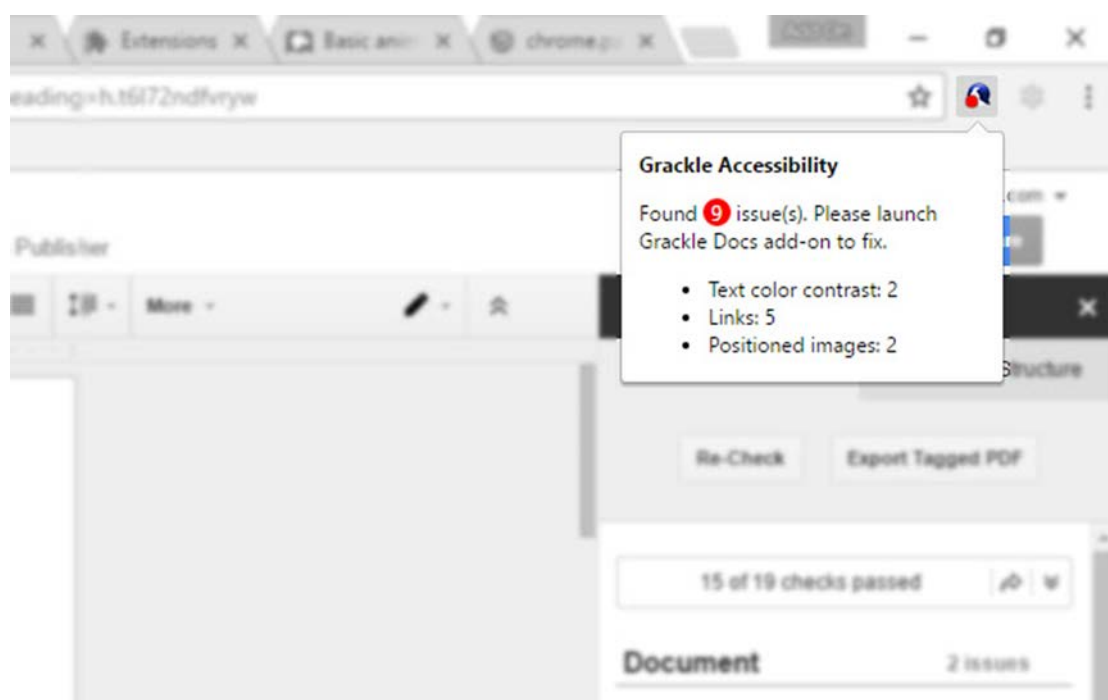 Extensions
Basic anim
chrome.p
eading=h.t6l72ndfvryw
Grackle Accessibility
Found 9 issue(s). Please launch
Grackle Docs add-on to fix.
• Text color contrast: 2
• Links: 5
• Positioned images: 2
.com
Publisher
More
Structure
Re-Check Export Tagged PDF
15 of 19 checks passed
Document 2 issues